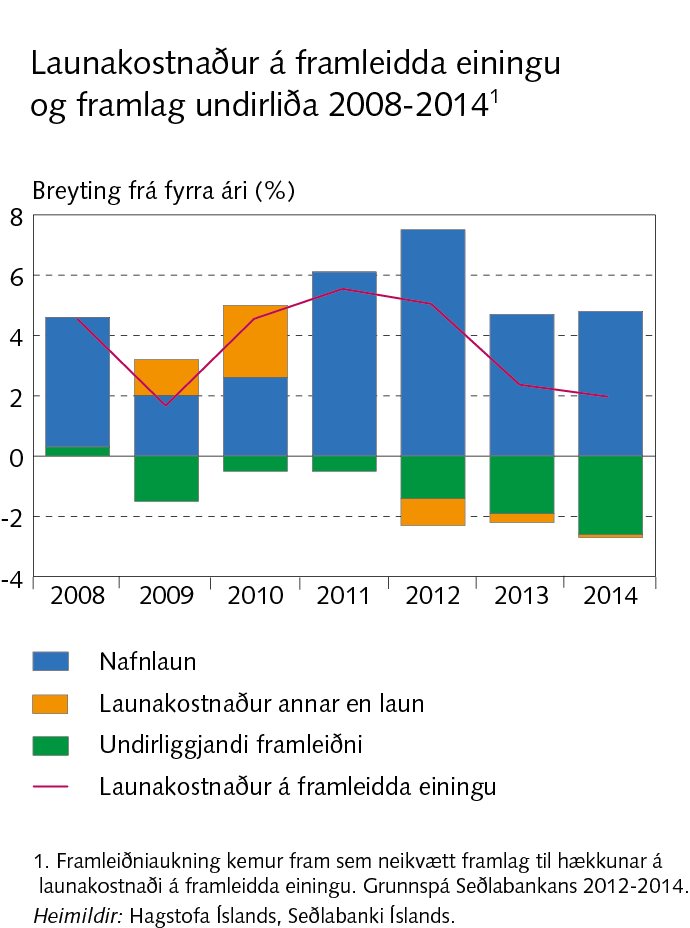 Launakostnaður á framleidda einingu
og framlag undirliða 2008-2014¹
Breyting frá fyrra ári (%)
8
6
4
2
0
-2
-4
2008 2009 2010 2011 2012 2013 2014
Nafnlaun
Launakostnaður annar en laun
Undirliggjandi framleiðni
Launakostnaður á framleidda einingu
1. Framleiðniaukning kemur fram sem neikvætt framlag til hækkunar á
launakostnaði á framleidda einingu. Grunnspá Seðlabankans 2012-2014.
Heimildir: Hagstofa Íslands, Seðlabanki Íslands.